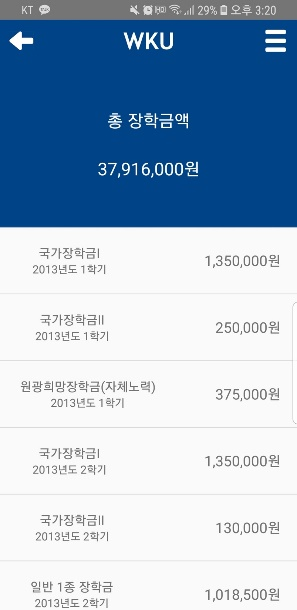 KT 29% 오후 3:20
WKU
총 장학금액
37,916,000원
국가장학금I
2013년도 1학기
1,350,000원
국가장학금II
2013년도 1학기
250,000원
원광희망장학금(자체노력)
2013년도 1학기
375,000원
국가장학금I
2013년도 2학기
1,350,000원
국가장학금II
2013년도 2학기
130,000원
일반 1종 장학금
2013년도 2학기
1,018,500원